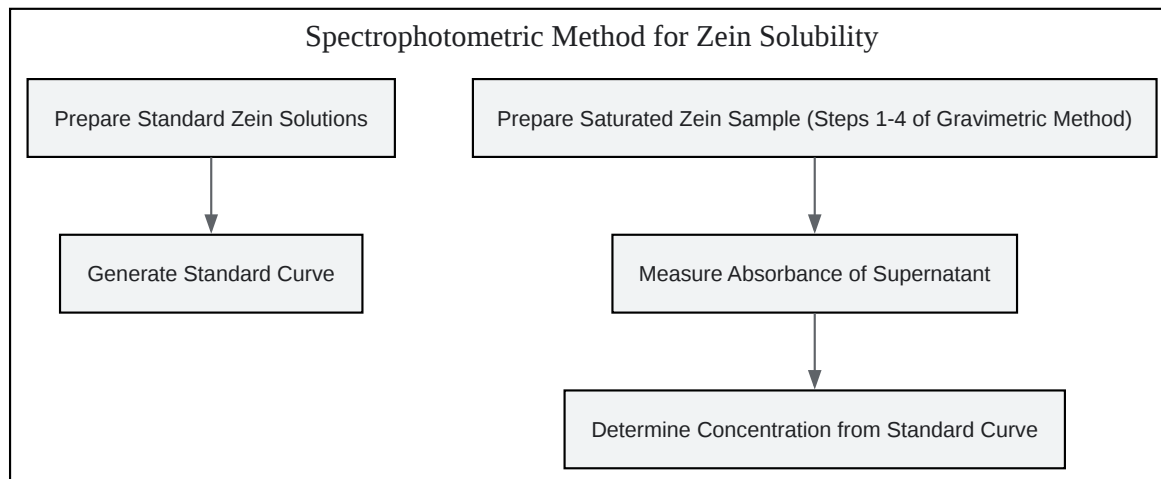 Spectrophotometric Method for Zein Solubility
Prepare Standard Zein Solutions
Generate Standard Curve
Prepare Saturated Zein Sample (Steps 1-4 of Gravimetric Method)
Measure Absorbance of Supernatant
Determine Concentration from Standard Curve